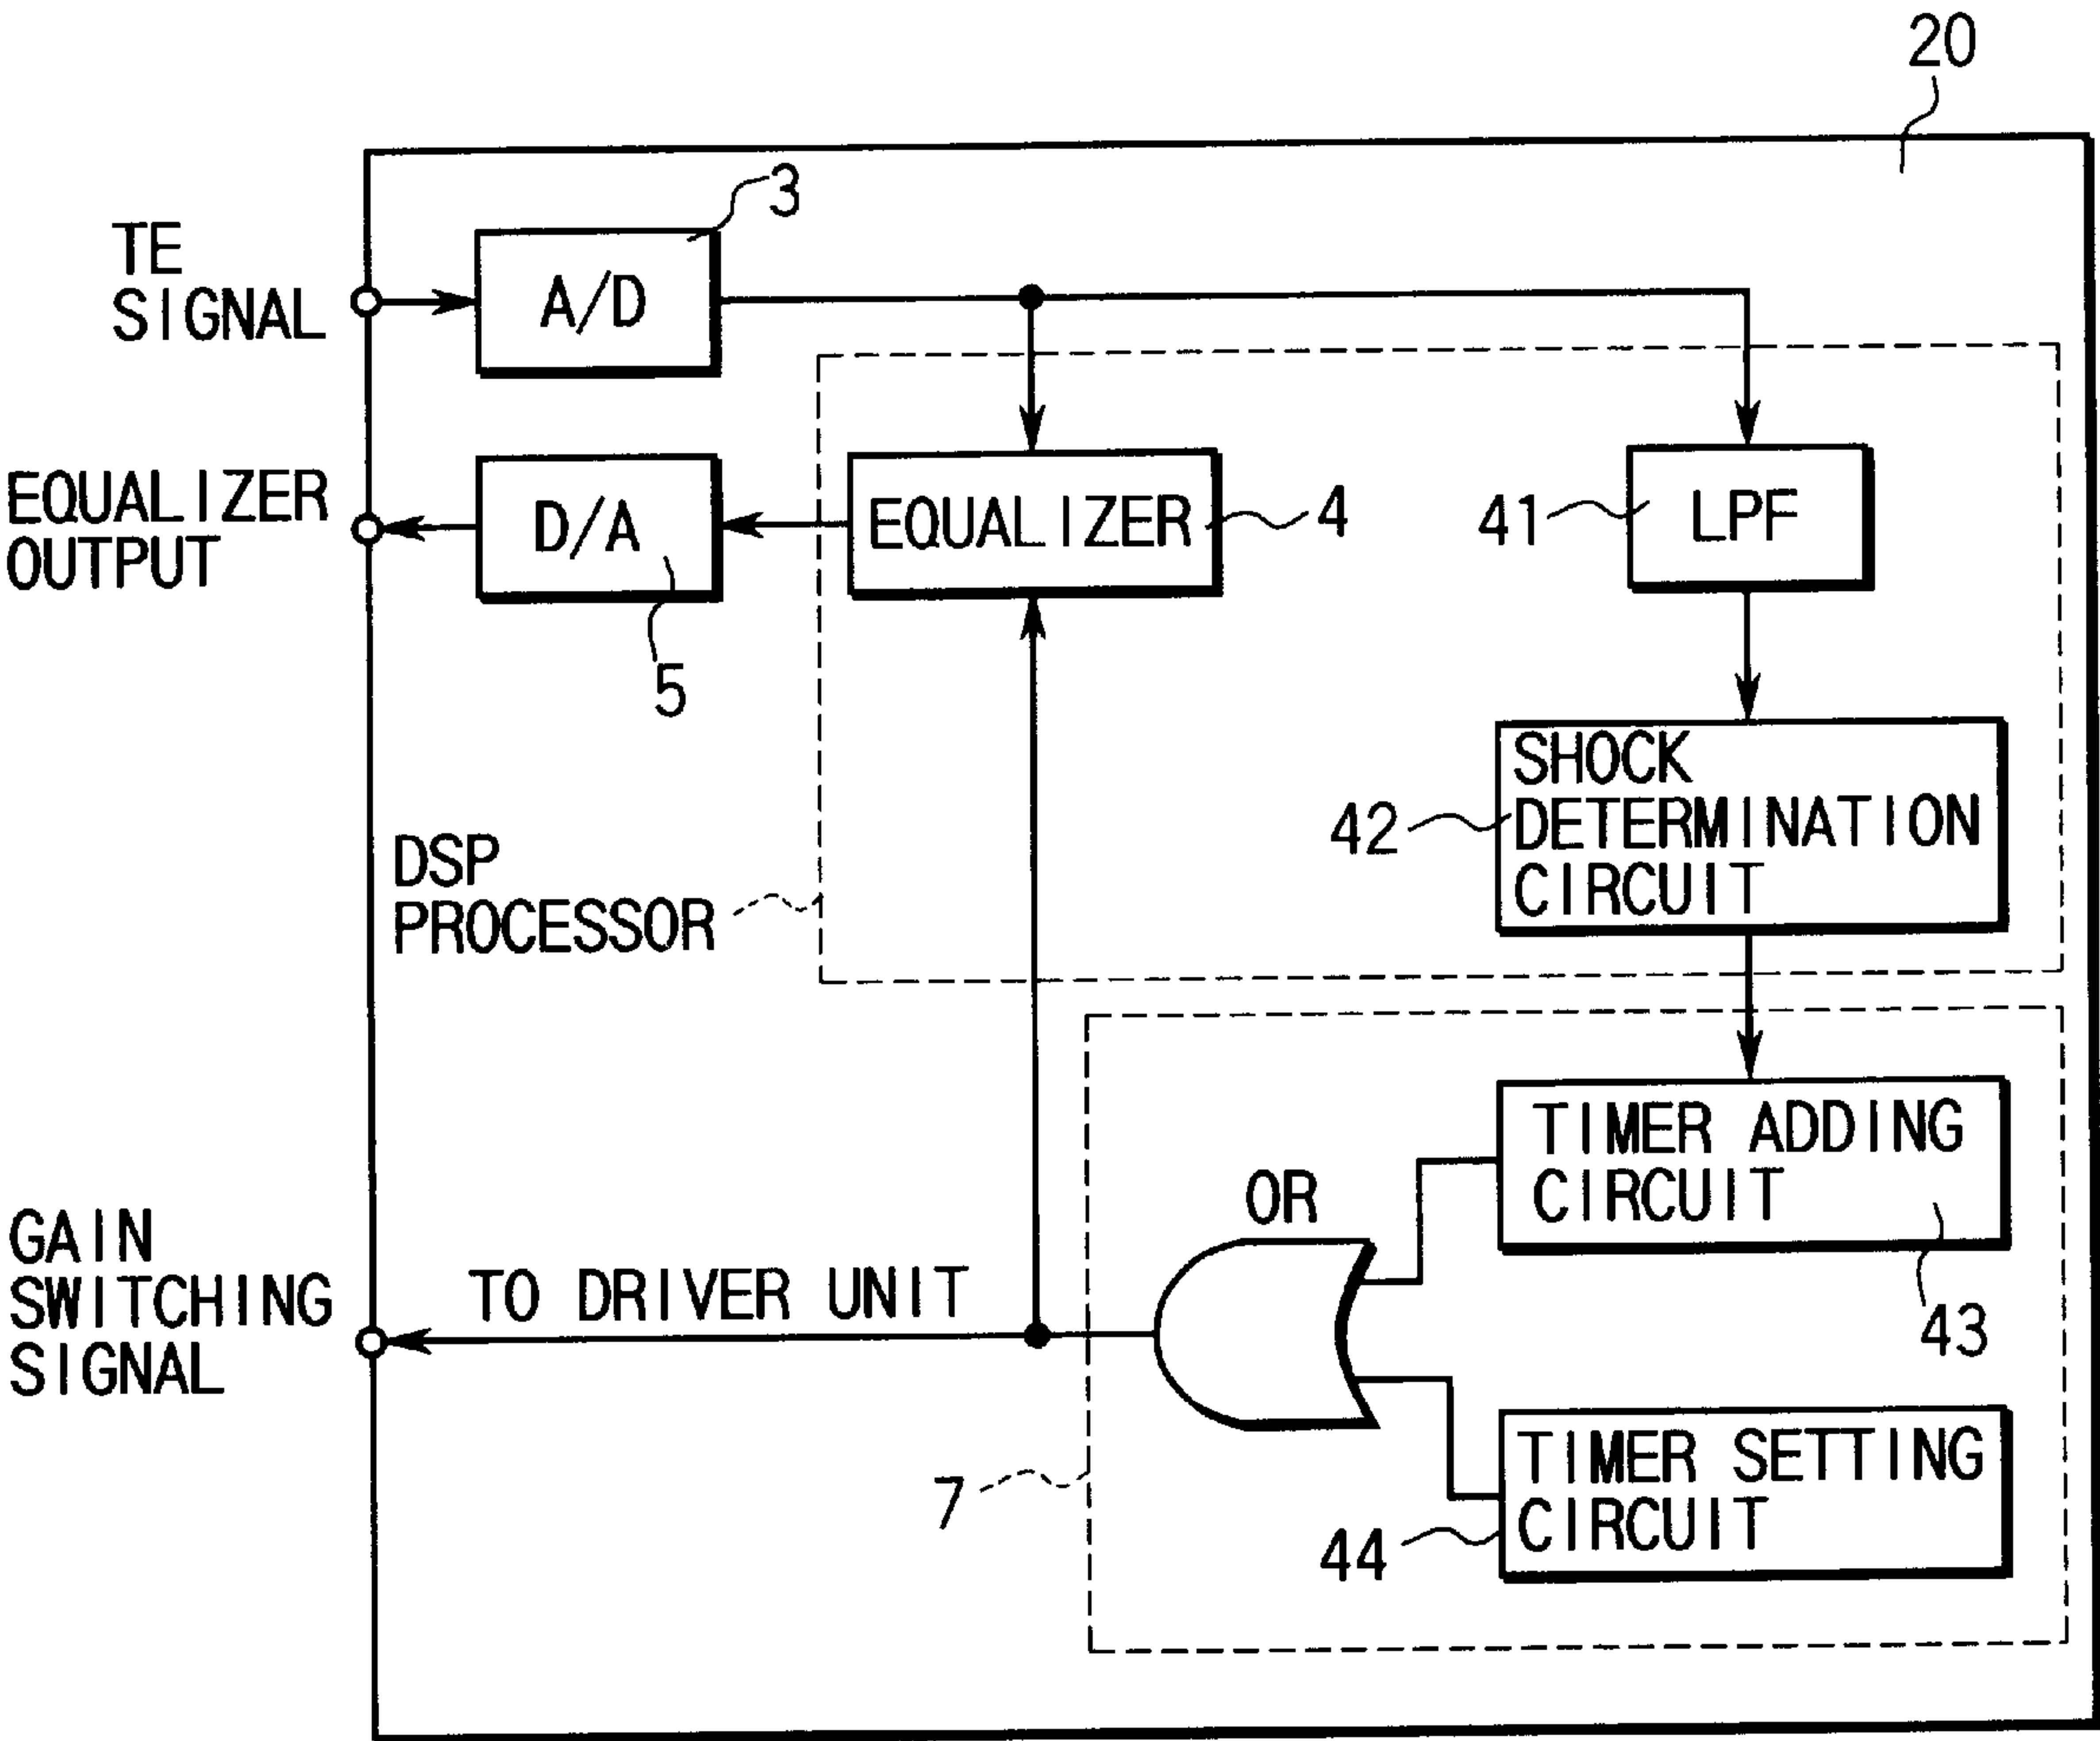 20
3
TE
SIGNAL
A/D
EQUALIZER
OUTPUT
D/A
EQUALIZER
4
41
LPF
5
SHOCK
DETERMINATION
CIRCUIT
42
DSP
PROCESSOR
TIMER ADDING
CIRCUIT
OR
43
GAIN
SWITCHING
SIGNAL
TO DRIVER UNIT
TIMER SETTING
CIRCUIT
7
44